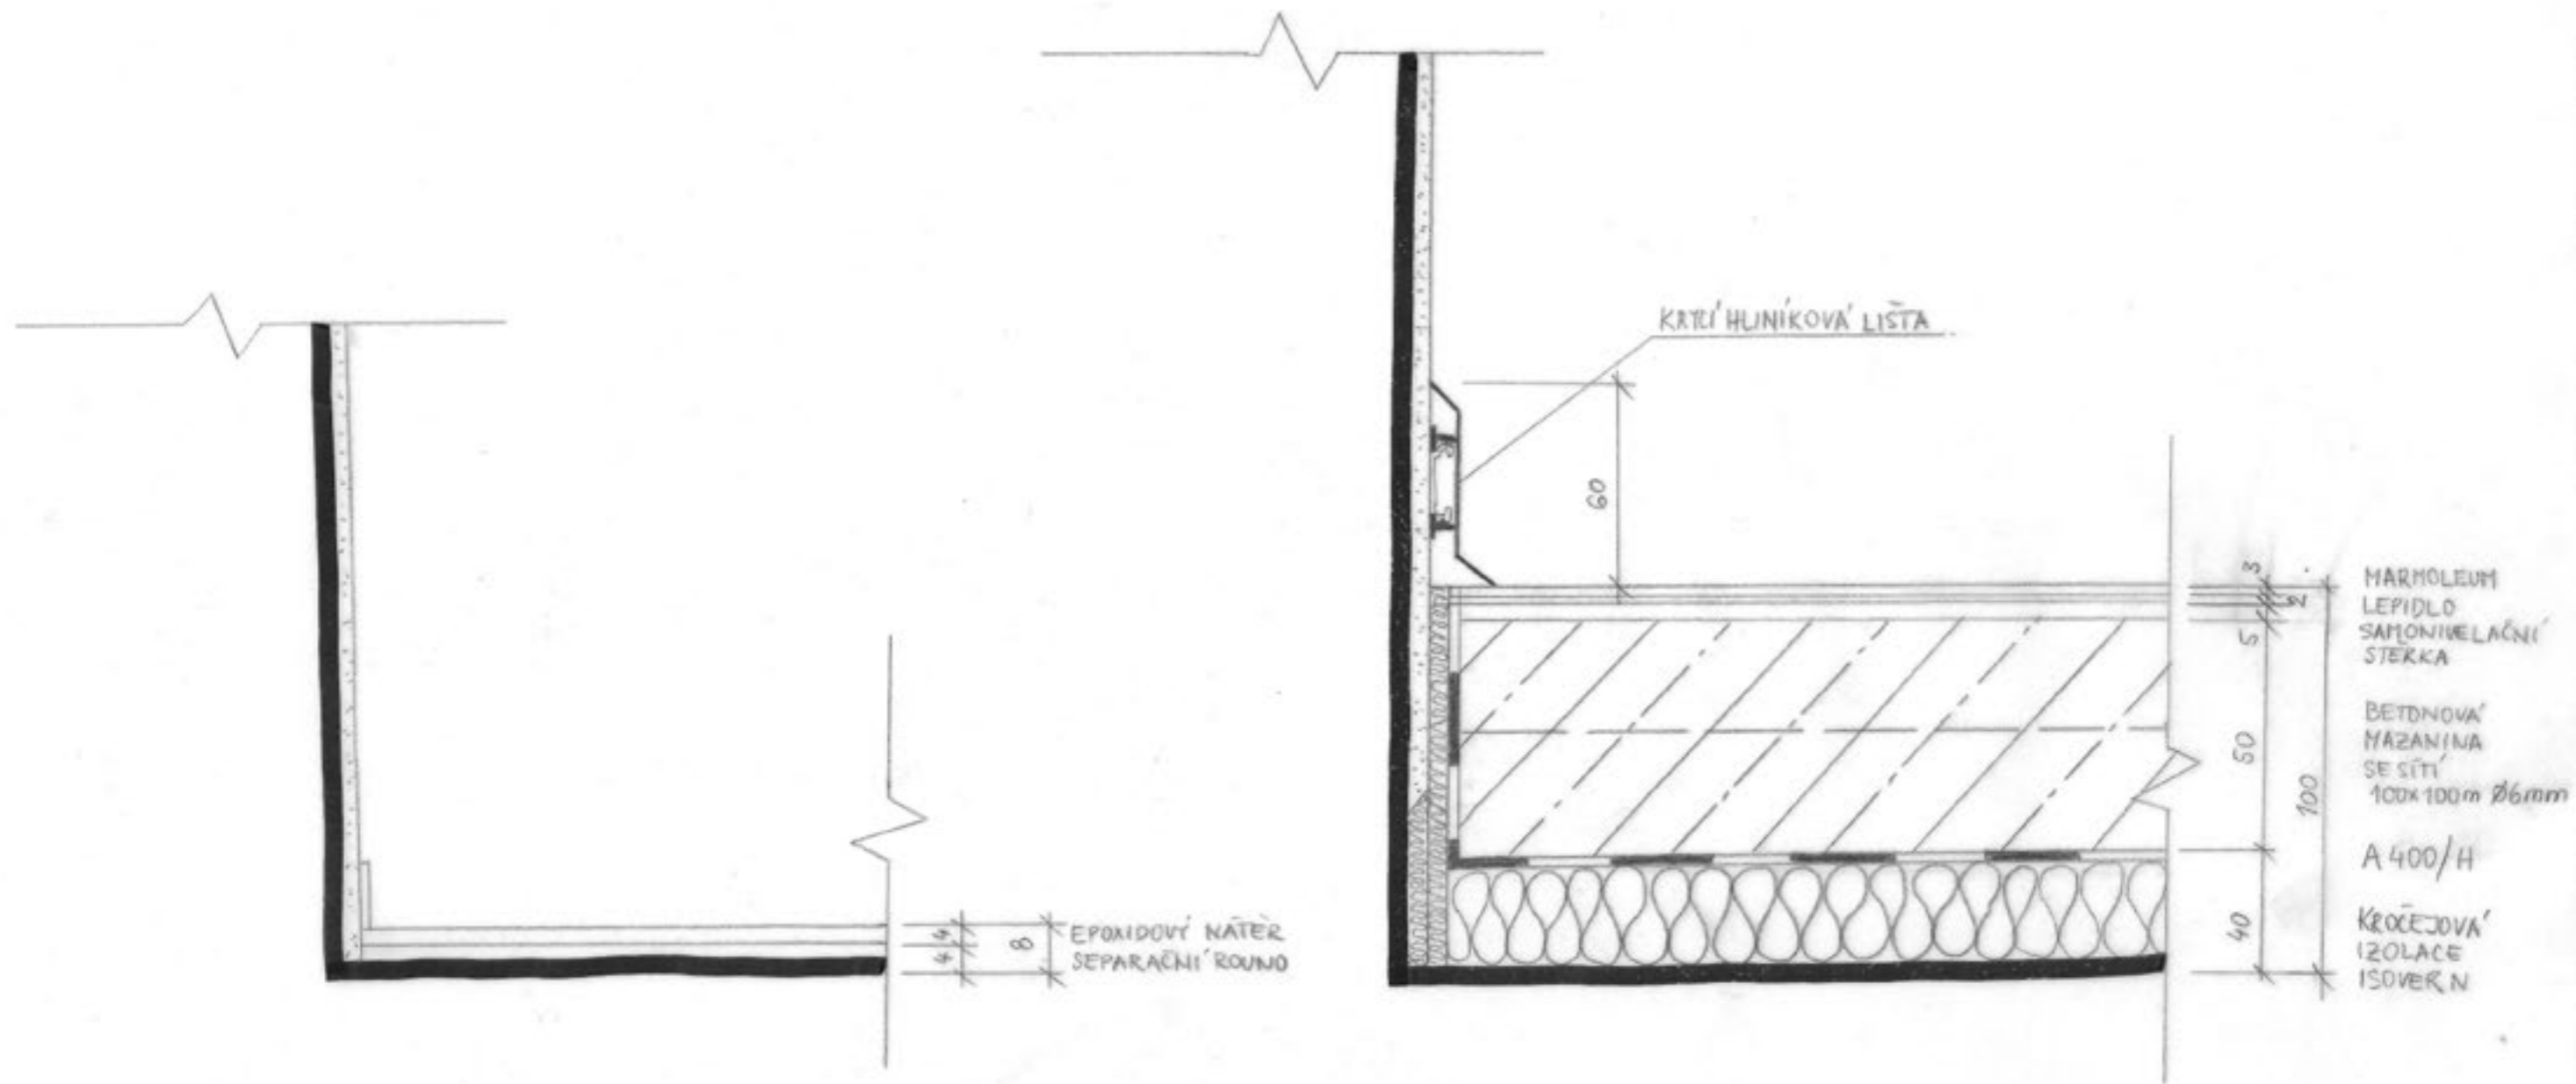 KRYCÍ HLINÍKOVÁ LIŠTA
60
3
2
5
50
40
100
MARMOLEUM
LEPIDLO
SAMONIVELAČNÍ
STĚRKA
BETONOVÁ
MAZANINA
SE SÍTÍ
100x100m Ø6mm
A 400/H
KROČEJOVÁ
IZOLACE
ISOVER N
4
4
8
EPOXIDOVÝ NÁTĚR
SEPARAČNÍ ROUNO